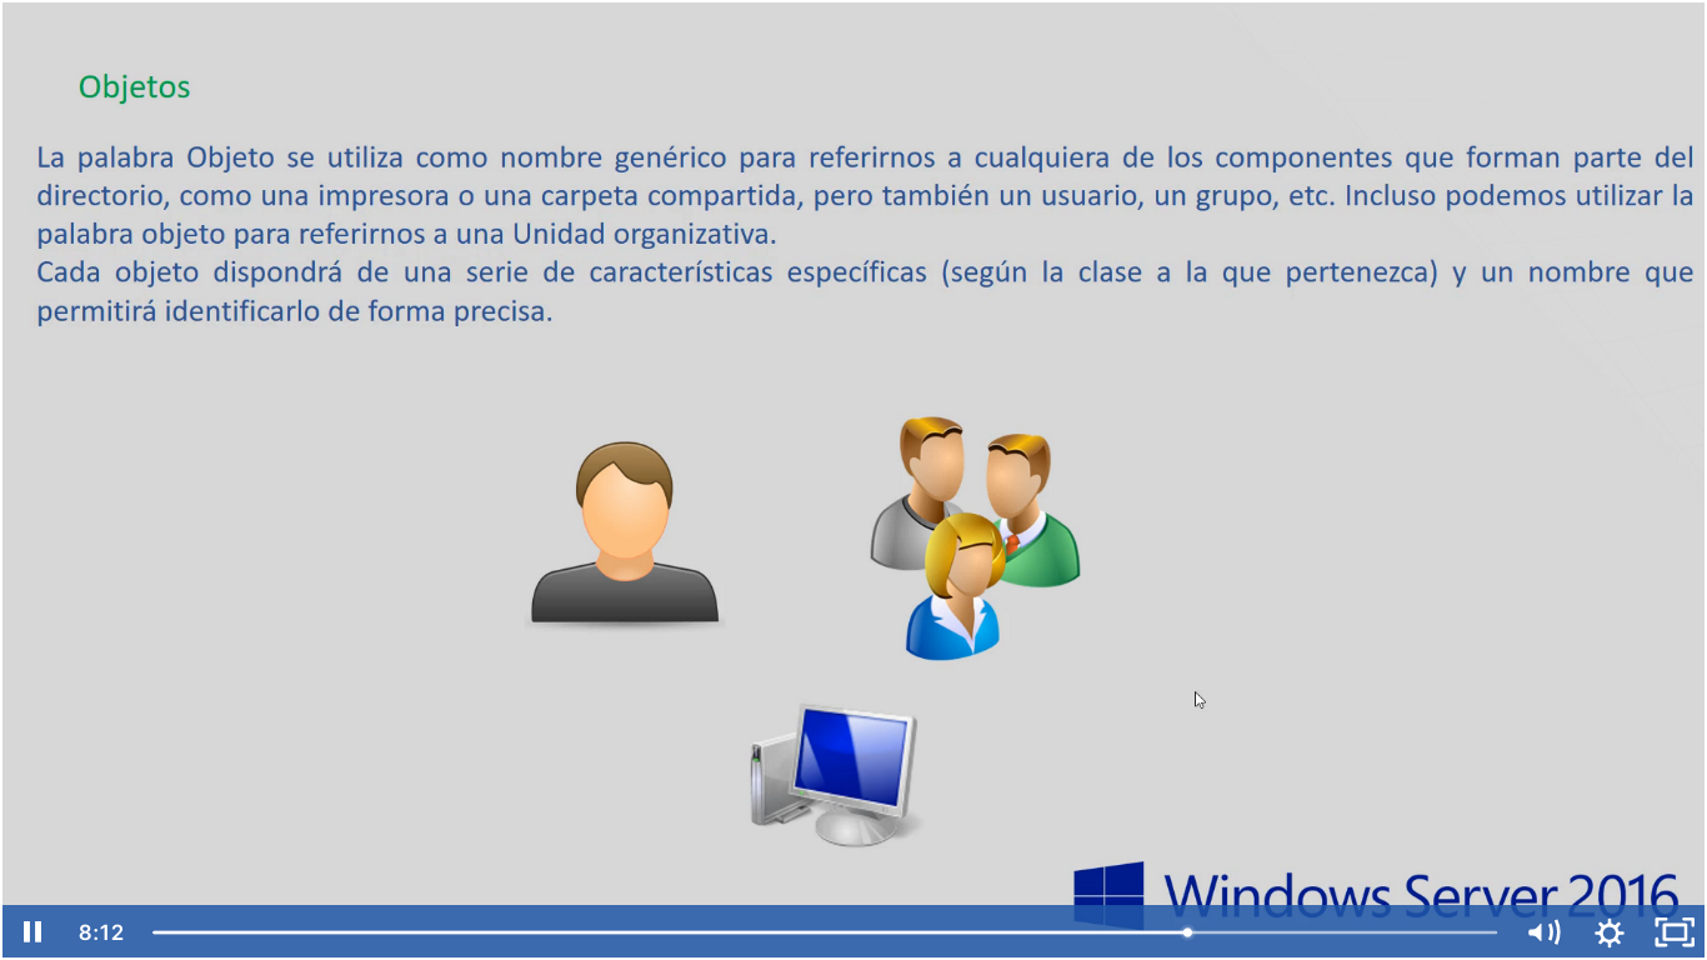 Objetos
La palabra Objeto se utiliza como nombre genérico para referirnos a cualquiera de los componentes que forman parte del
directorio, como una impresora o una carpeta compartida, pero también un usuario, un grupo, etc. Incluso podemos utilizar la
palabra objeto para referirnos a una Unidad organizativa.
Cada objeto dispondrá de una serie de características específicas (según la clase a la que pertenezca) y un nombre que
permitirá identificarlo de forma precisa.
Windows Server 2016
8:12